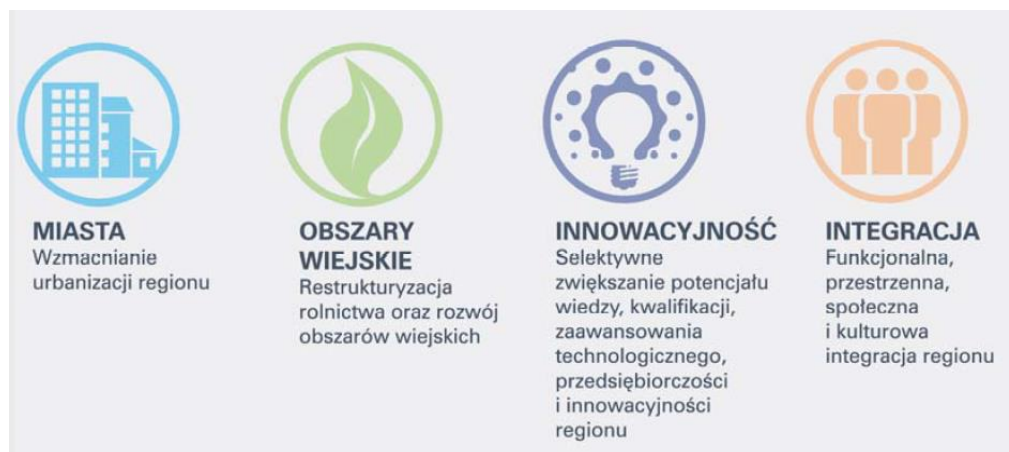 MIASTA
Wzmacnianie
urbanizacji regionu
OBSZARY
WIEJSKIE
Restrukturyzacja
rolnictwa oraz rozwój
obszarów wiejskich
INNOWACYJNOŚĆ
Selektywne
zwiększanie potencjału
wiedzy, kwalifikacji,
zaawansowania
technologicznego,
przedsiębiorczości
i innowacyjności
regionu
INTEGRACJA
Funkcjonalna,
przestrzenna,
społeczna
i kulturowa
integracja regionu